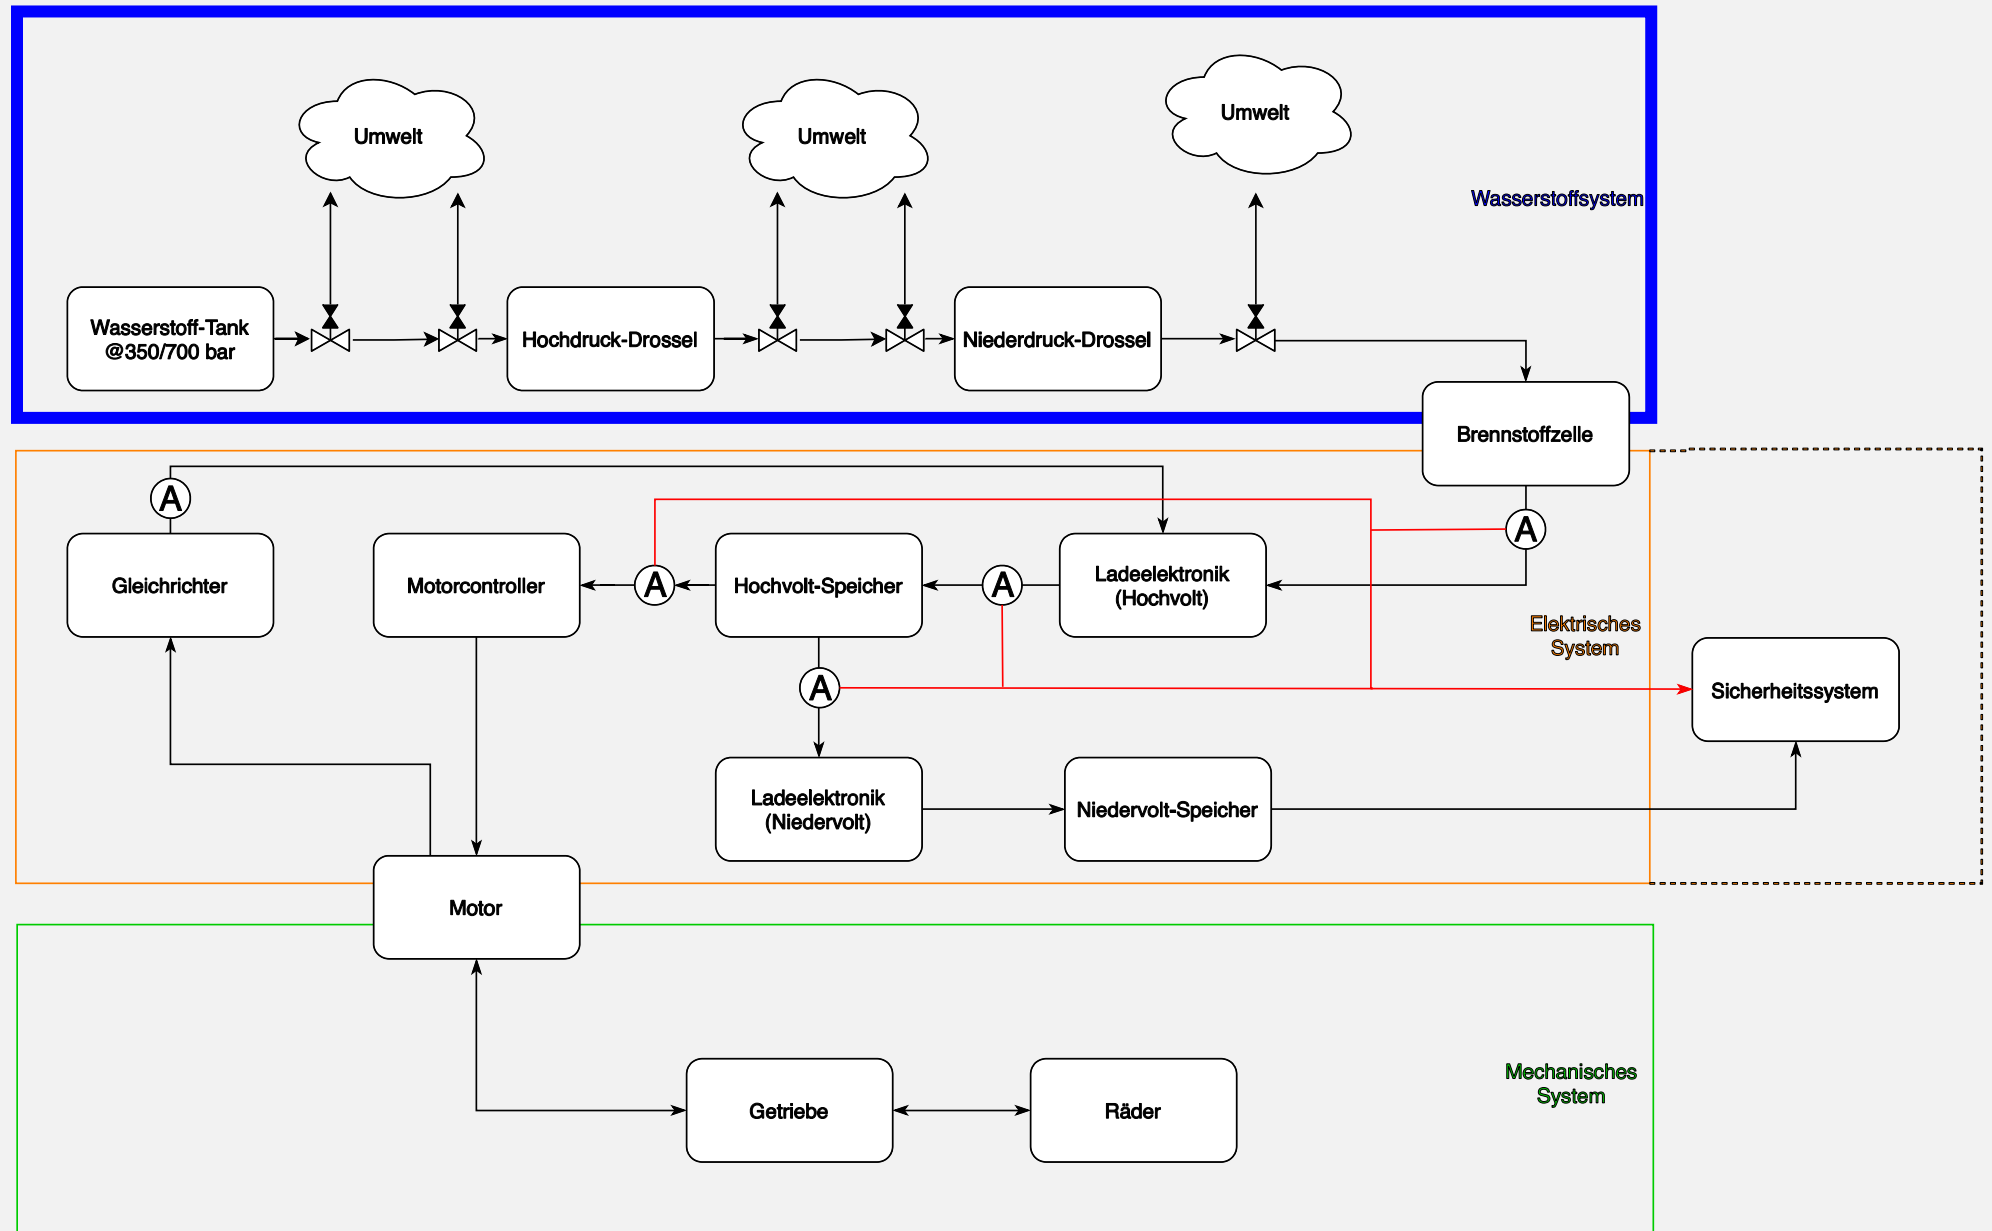 Umwelt
Umwelt
Umwelt
Wasserstoffsystem
Wasserstoff-Tank
@350/700 bar
Hochdruck-Drossel
Niederdruck-Drossel
Brennstoffzelle
A
A
Gleichrichter
Motorcontroller
A
Hochvolt-Speicher
A
Ladeelektronik
(Hochvolt)
Elektrisches
System
A
Sicherheitssystem
Ladeelektronik
(Niedervolt)
Niedervolt-Speicher
Motor
Mechanisches
System
Getriebe
Räder